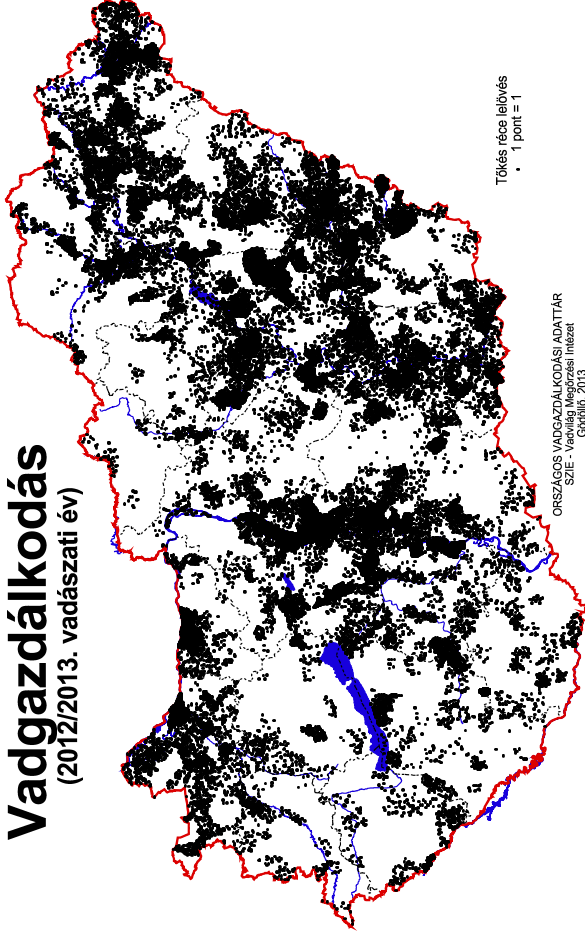 Vadgazdálkodás
(2012/2013. vadászati év)
Tőkés réce lelövés
• 1 pont = 1
ORSZÁGOS VADGAZDÁLKODÁSI ADATTÁR
SZIE - Vadvilág Megőrzési Intézet
Gödöllő, 2013